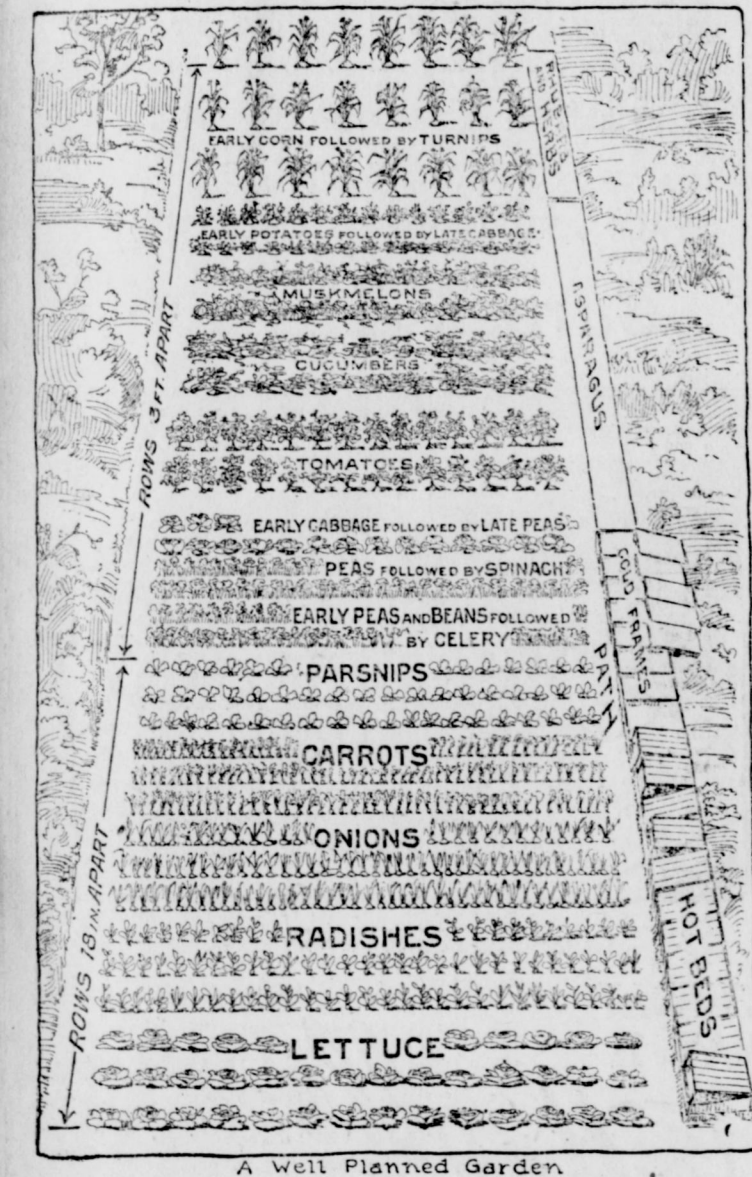 AND HERBS
EARLY CORN FOLLOWED BY TURNIPS
EARLY POTATOES FOLLOWED BY LATE CABBAGE
MUSKMELONS
ASPARAGUS
CUCUMBERS
ROWS 3 FT. APART
TOMATOES
EARLY CABBAGE FOLLOWED BY LATE PEAS
PEAS FOLLOWED BY SPINACH
COLD FRAMES
EARLY PEAS AND BEANS FOLLOWED
BY CELERY
PATH
PARSNIPS
CARROTS
ONIONS
ROWS 18 IN. APART
RADISHES
HOT BEDS
LETTUCE
A Well Planned Garden